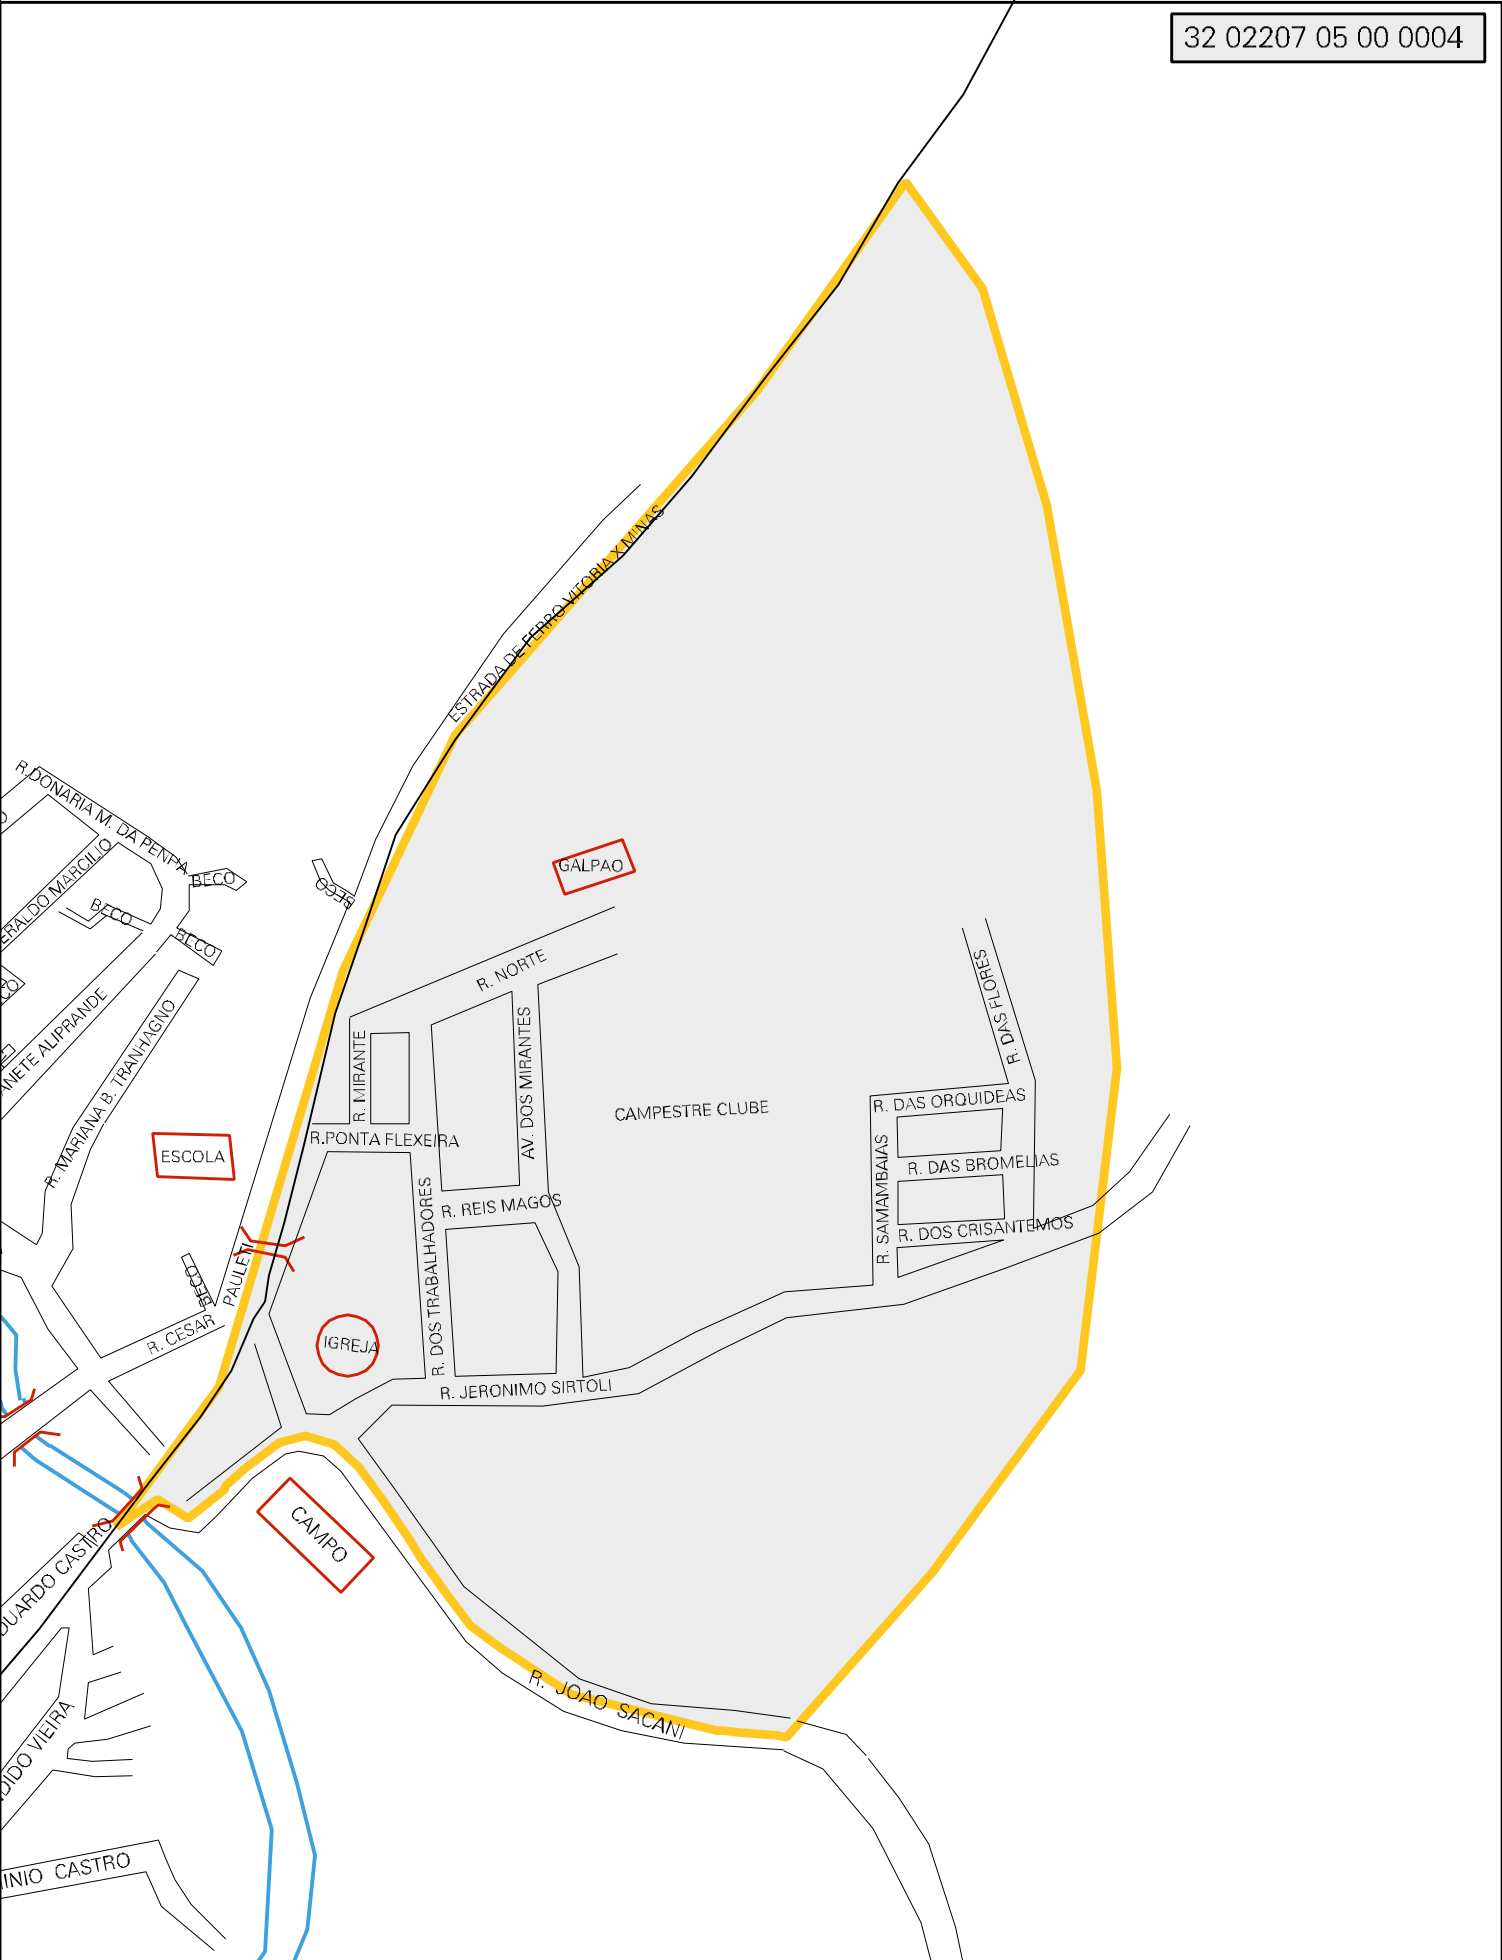 32 02207 05 00 0004
ESTRADA DE FERRO VITORIA X MINAS
R.DONARIA M. DA PENHA
ERALDO MARCILIO
BECO
BECO
BECO
BECO
GALPAO
R. NORTE
R. DAS FLORES
CO
ANETE ALIPRANDE
R. MARIANA B. TRANHAGNO
R. MIRANTE
AV. DOS MIRANTES
CAMPESTRE CLUBE
R. DAS ORQUIDEAS
R.PONTA FLEXEIRA
ESCOLA
R. SAMAMBAIAS
R. DAS BROMELIAS
R. REIS MAGOS
R. DOS CRISANTEMOS
R. DOS TRABALHADORES
BECO
PAULETI
R. CESAR
IGREJA
R. JERONIMO SIRTOLI
CAMPO
DUARDO CASTRO
R. JOAO SACANI
DIDO VIEIRA
INIO CASTRO